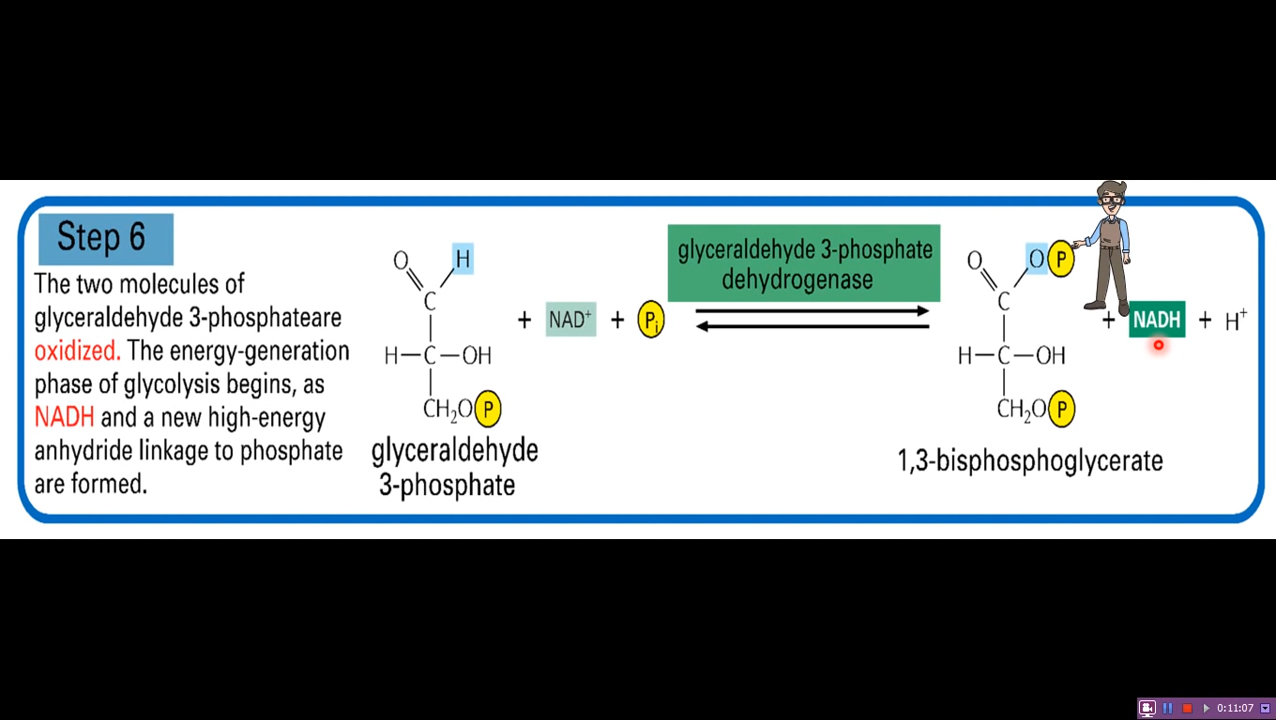 Step 6
The two molecules of
glyceraldehyde 3-phosphateare
oxidized. The energy-generation
phase of glycolysis begins, as
NADH and a new high-energy
anhydride linkage to phosphate
are formed.
O H
C
H—C—OH
CH₂O P
glyceraldehyde
3-phosphate
+ NAD⁺ + Pᵢ
glyceraldehyde 3-phosphate
dehydrogenase
O O P
C
H—C—OH
CH₂O P
1,3-bisphosphoglycerate
+ NADH + H⁺
0:11:07